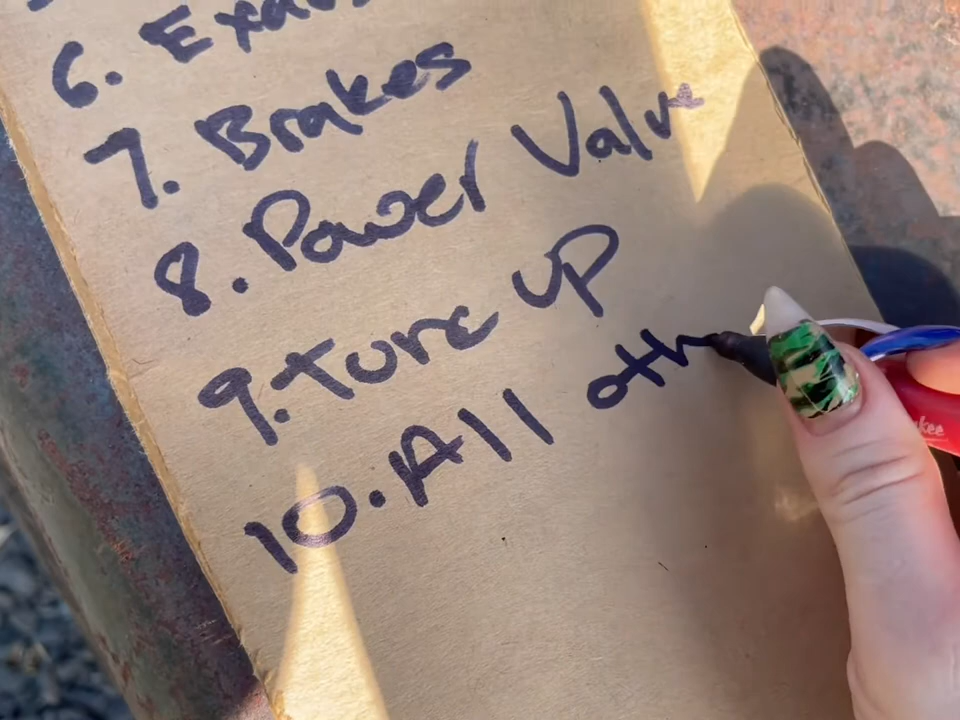 6.
7. Brakes
8. Power Valve
9. Tune UP
10. All oth